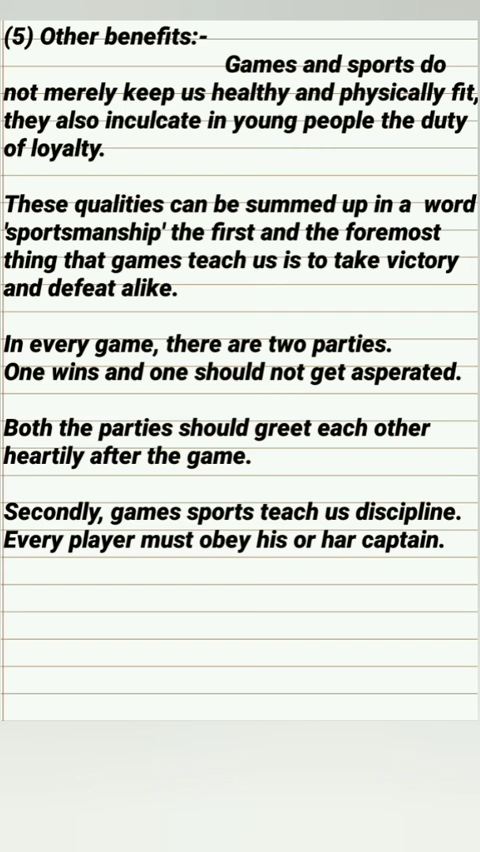 (5) Other benefits:-
Games and sports do
not merely keep us healthy and physically fit,
they also inculcate in young people the duty
of loyalty.
These qualities can be summed up in a word
'sportsmanship' the first and the foremost
thing that games teach us is to take victory
and defeat alike.
In every game, there are two parties.
One wins and one should not get asperated.
Both the parties should greet each other
heartily after the game.
Secondly, games sports teach us discipline.
Every player must obey his or har captain.